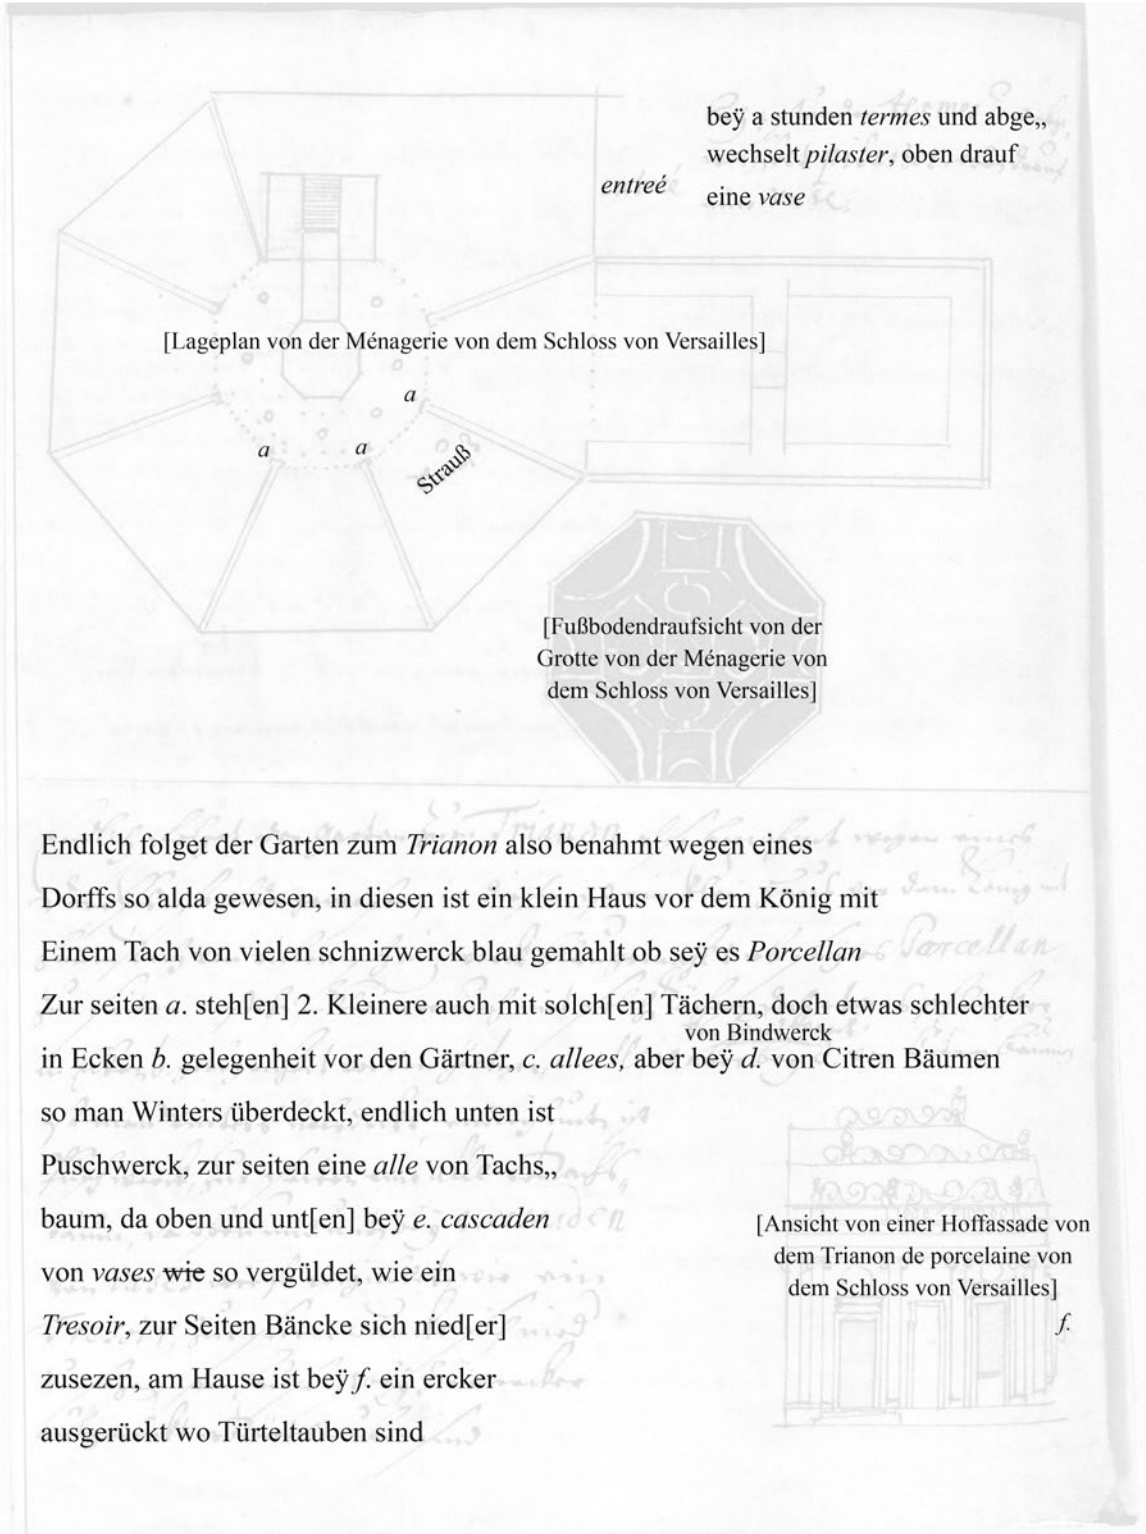 beÿ a stunden termes und abge„
wechselt pilaster, oben drauf
entreé
eine vase
[Lageplan von der Ménagerie von dem Schloss von Versailles]
a
a
a
Strauß
[Fußbodendraufsicht von der
Grotte von der Ménagerie von
dem Schloss von Versailles]
Endlich folget der Garten zum Trianon also benahmt wegen eines
Dorffs so alda gewesen, in diesen ist ein klein Haus vor dem König mit
Einem Tach von vielen schnizwerck blau gemahlt ob seÿ es Porcellan
Zur seiten a. steh[en] 2. Kleinere auch mit solch[en] Tächern, doch etwas schlechter
von Bindwerck
in Ecken b. gelegenheit vor den Gärtner, c. allees, aber beÿ d. von Citren Bäumen
so man Winters überdeckt, endlich unten ist
Puschwerck, zur seiten eine alle von Tachs„
baum, da oben und unt[en] beÿ e. cascaden
von vases wie so vergüldet, wie ein
Tresoir, zur Seiten Bäncke sich nied[er]
zusezen, am Hause ist beÿ f. ein ercker
ausgerückt wo Türteltauben sind
[Ansicht von einer Hoffassade von
dem Trianon de porcelaine von
dem Schloss von Versailles]
f.